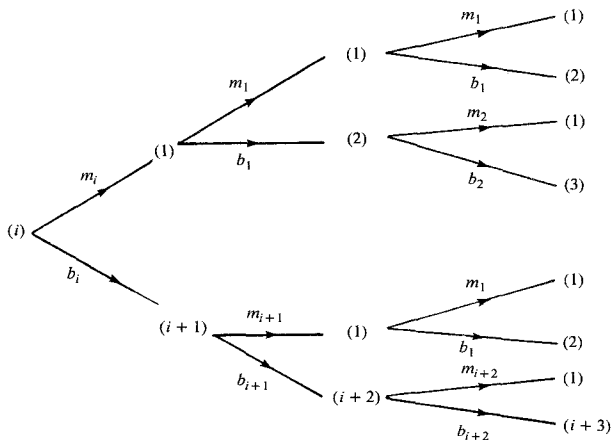 m₁ (1)
(1)
m₁ b₁ (2)
m₂ (1)
(1) b₁ (2)
b₂ (3)
mᵢ
(i)
bᵢ
m₁ (1)
(i + 1) mᵢ₊₁ (1)
b₁ (2)
bᵢ₊₁ mᵢ₊₂ (1)
(i + 2)
bᵢ₊₂ (i + 3)